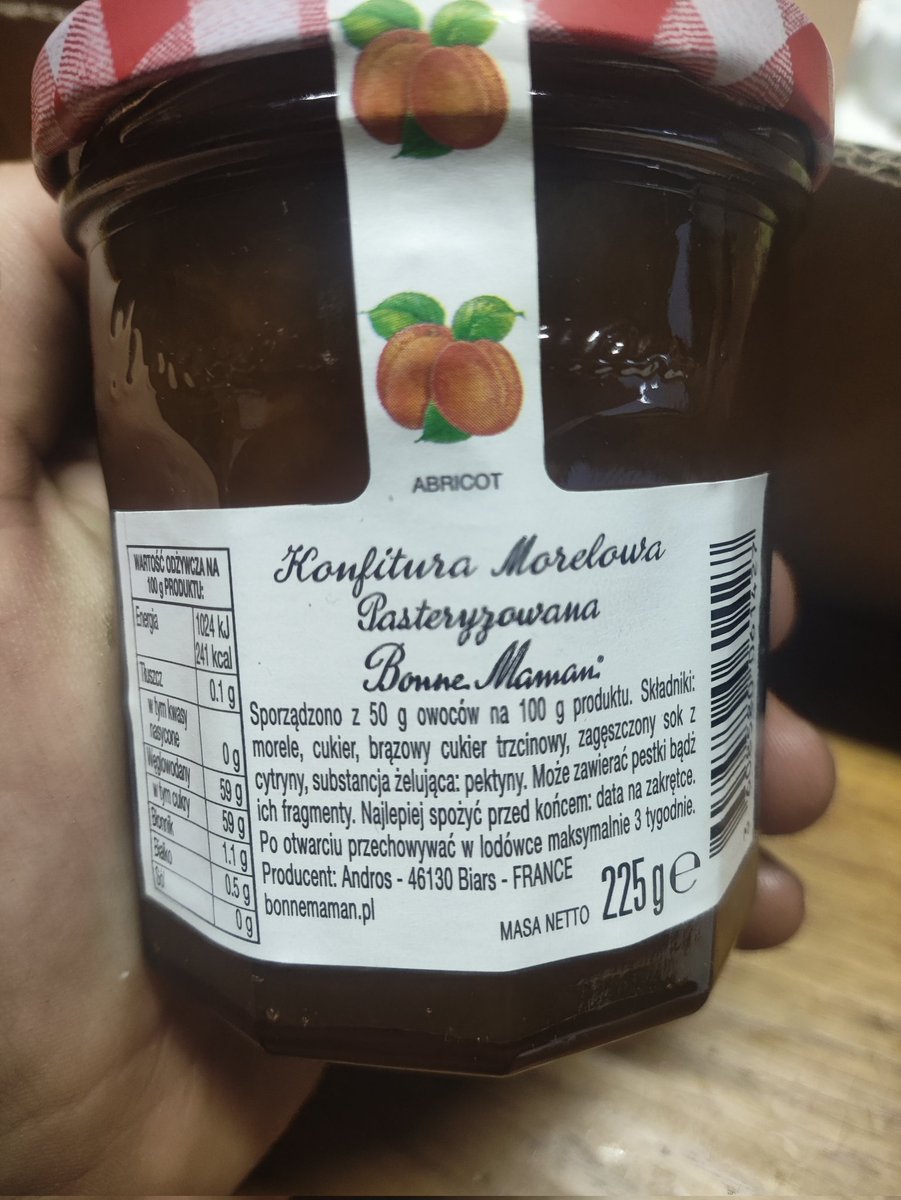 ABRICOT
Konfitura Morelowa
Pasteryzowana
Bonne Maman
WARTOŚĆ ODŻYWCZA NA
100 g PRODUKTU:
Energia 1024 kJ
241 kcal
Tłuszcz 0.1 g
w tym kwasy
nasycone 0 g
Węglowodany 59 g
w tym cukry 59 g
Błonnik 1.1 g
Białko 0.5 g
Sól 0 g
Sporządzono z 50 g owoców na 100 g produktu. Składniki:
morele, cukier, brązowy cukier trzcinowy, zagęszczony sok z
cytryny, substancja żelująca: pektyny. Może zawierać pestki bądź
ich fragmenty. Najlepiej spożyć przed końcem: data na zakrętce.
Po otwarciu przechowywać w lodówce maksymalnie 3 tygodnie.
Producent: Andros - 46130 Biars - FRANCE
bonnemaman.pl
MASA NETTO 225 g e